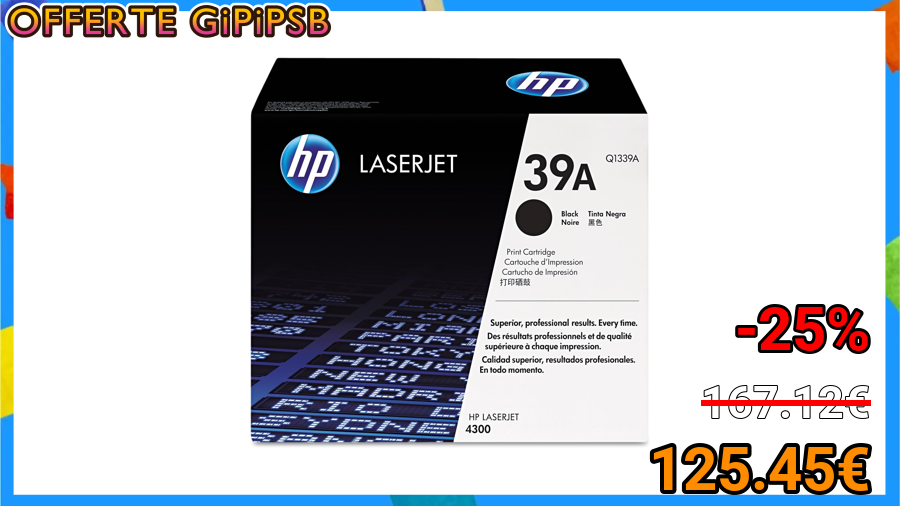 OFFERTE GiPiPSB
hp
hp
LASERJET
Q1339A
39A
Black Tinta Negra
Noire 黑色
Print Cartridge
Cartouche d'Impression
Cartucho de Impresión
打印硒鼓
Superior, professional results. Every time.
Des résultats professionnels et de qualité
supérieure à chaque impression.
Calidad superior, resultados profesionales.
En todo momento.
HP LASERJET
4300
-25%
167.12€
125.45€